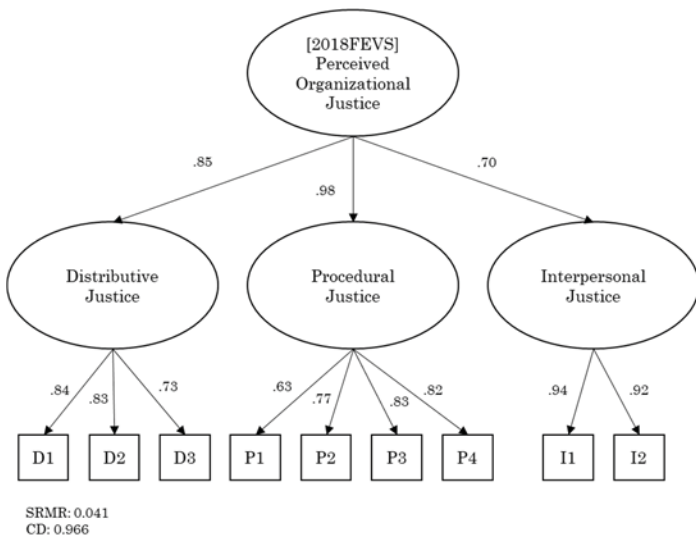 [2018FEVS]
Perceived
Organizational
Justice
.85
.98
.70
Distributive
Justice
Procedural
Justice
Interpersonal
Justice
.84
.83
.73
.63
.77
.83
.82
.94
.92
D1
D2
D3
P1
P2
P3
P4
I1
I2
SRMR: 0.041
CD: 0.966